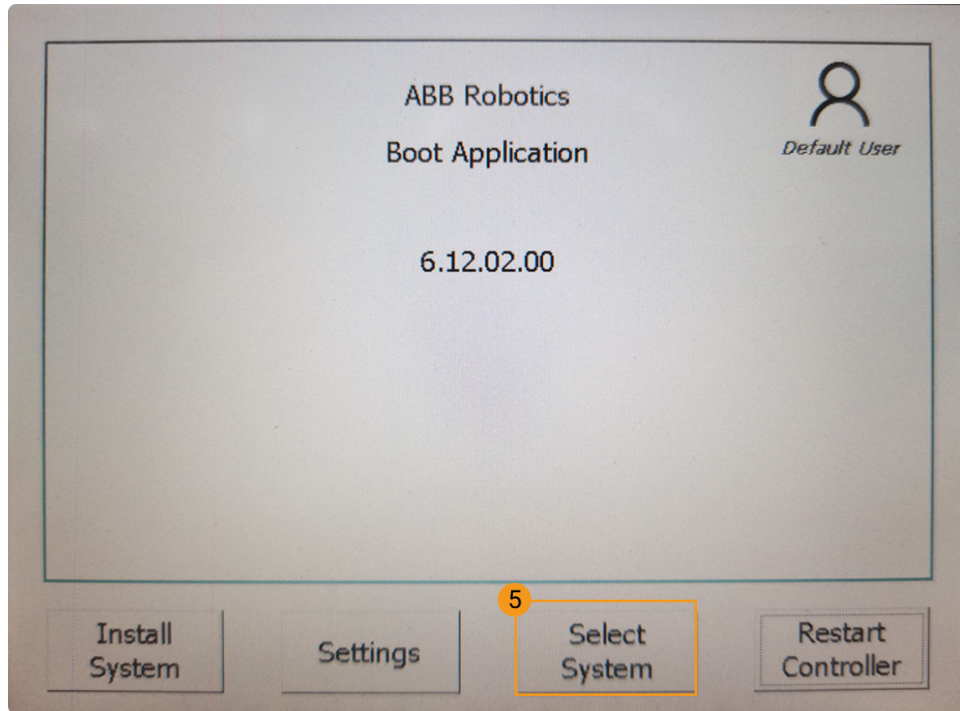 ABB Robotics
Default User
Boot Application
6.12.02.00
5
Install
System
Settings
Select
System
Restart
Controller